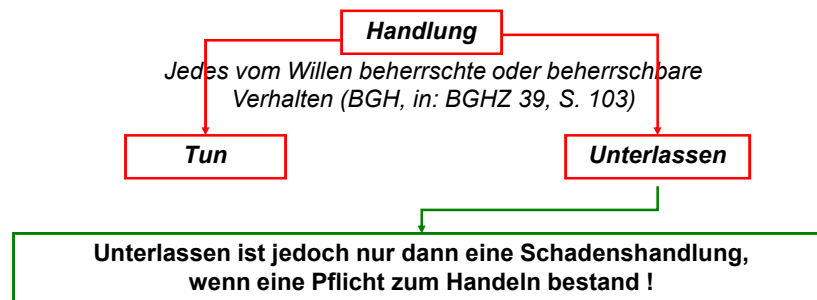 Handlung
Jedes vom Willen beherrschte oder beherrschbare
Verhalten (BGH, in: BGHZ 39, S. 103)
Tun
Unterlassen
Unterlassen ist jedoch nur dann eine Schadenshandlung,
wenn eine Pflicht zum Handeln bestand !